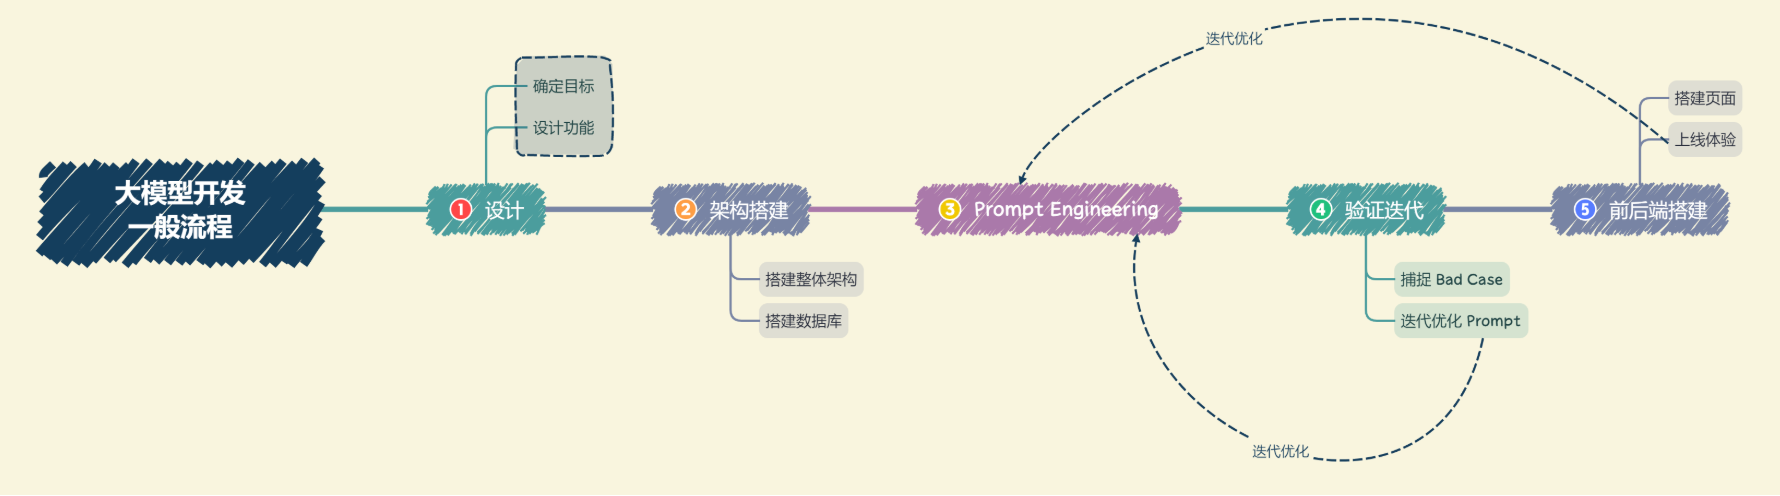 大模型开发
一般流程
1 设计
确定目标
设计功能
2 架构搭建
搭建整体架构
搭建数据库
3 Prompt Engineering
4 验证迭代
捕捉 Bad Case
迭代优化 Prompt
5 前后端搭建
搭建页面
上线体验
迭代优化
迭代优化